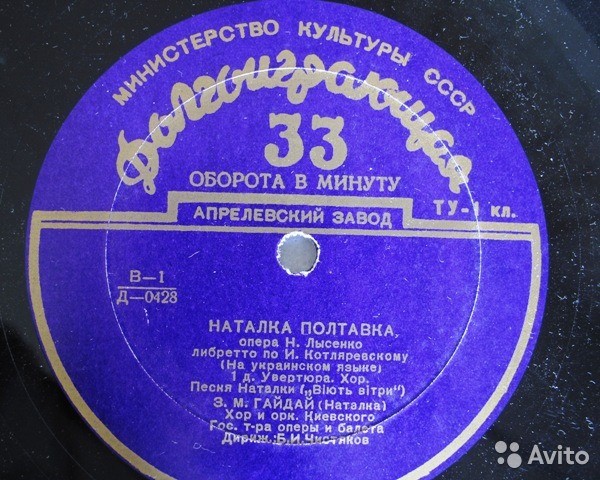 МИНИСТЕРСТВО КУЛЬТУРЫ СССР
Долгоиграющая
33
ОБОРОТА В МИНУТУ
АПРЕЛЕВСКИЙ ЗАВОД
ТУ-1 кл.
В-1
Д-0428
НАТАЛКА ПОЛТАВКА,
опера Н. Лысенко
либретто по И. Котляревскому
(На украинском языке)
1 д. Увертюра. Хор.
Песня Наталки („Віють вітри")
З. М. ГАЙДАЙ (Наталка)
Хор и орк. Киевского
Гос. т-ра оперы и балета
Дириж. Б.И.Чистяков
Avito